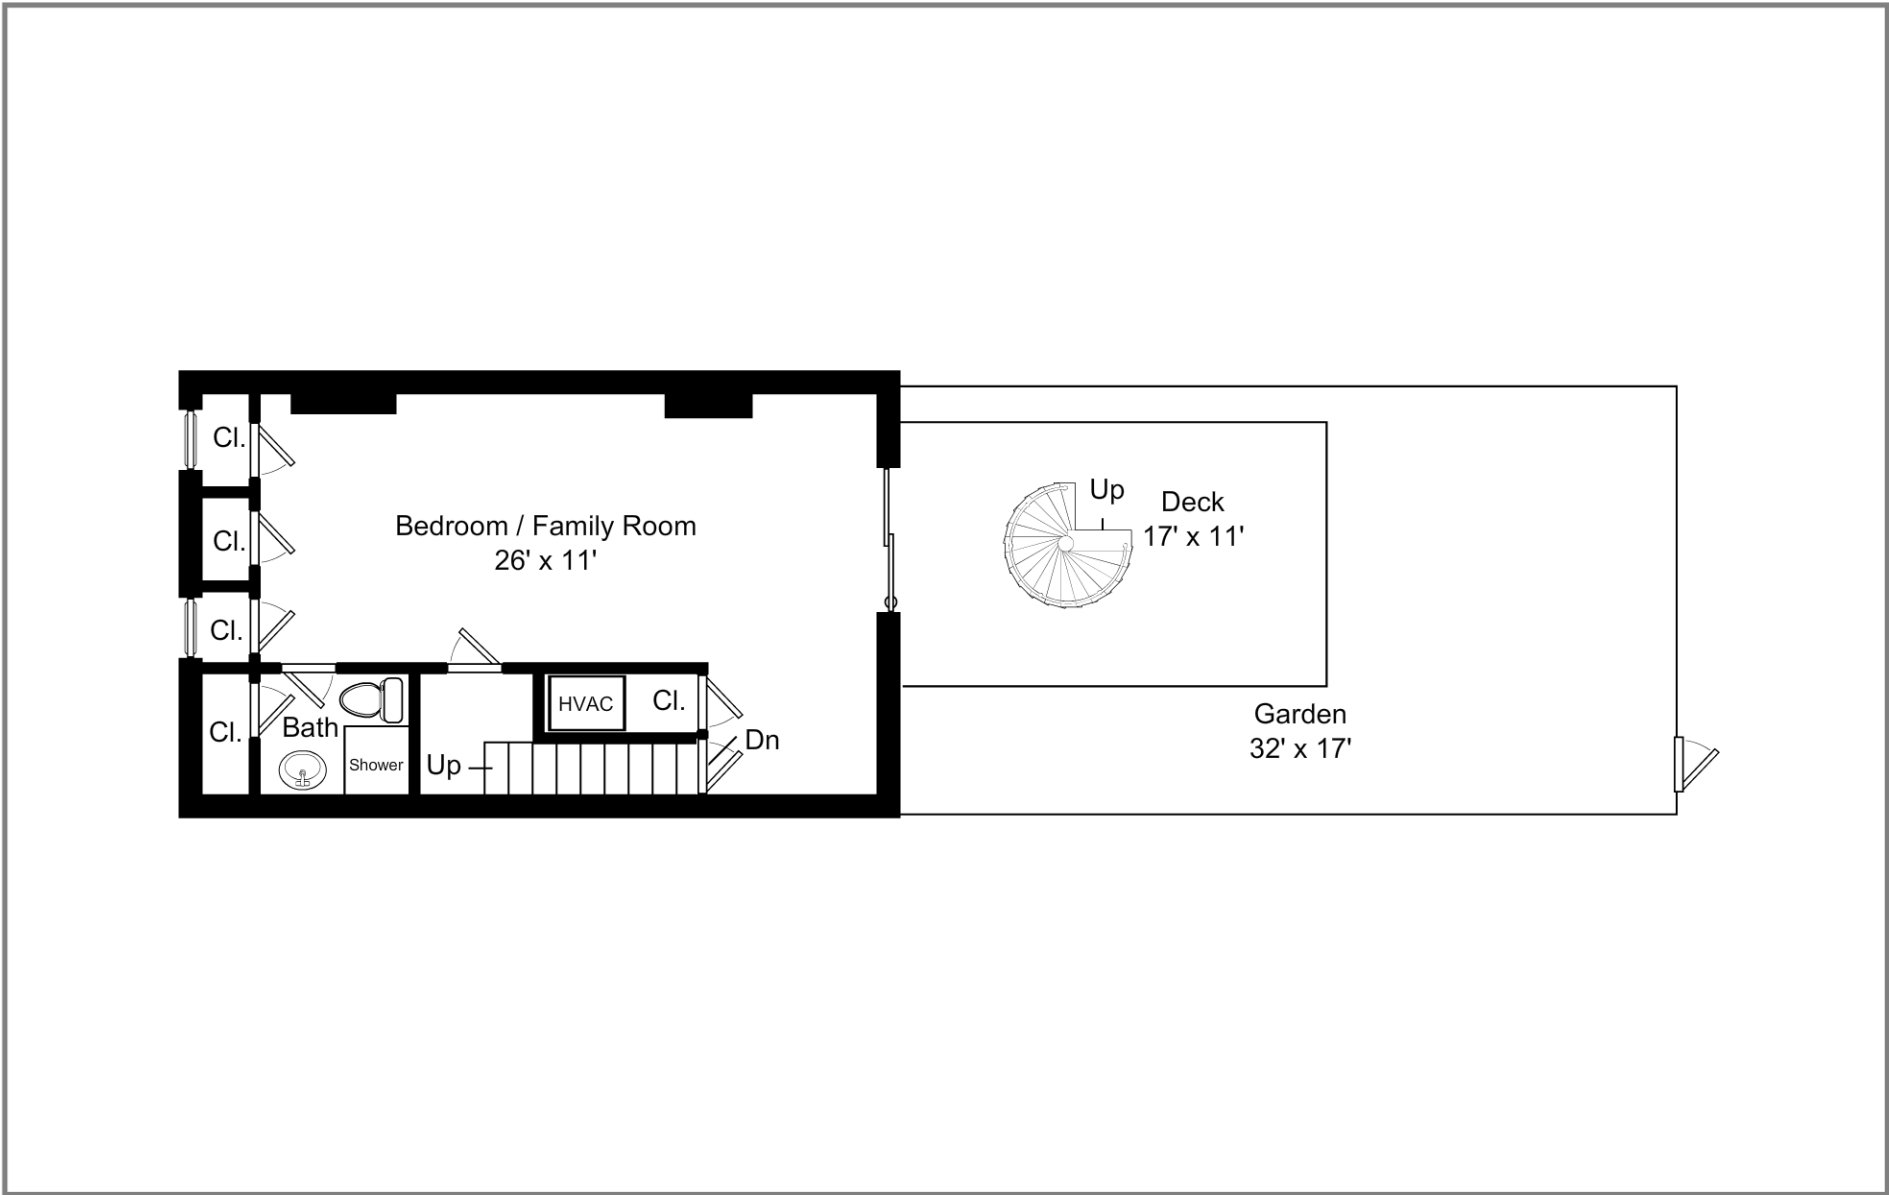 Cl.
Cl.
Cl.
Cl.
Bedroom / Family Room
26' x 11'
Up
Deck
17' x 11'
Garden
32' x 17'
HVAC
Cl.
Bath
Shower
Up
Dn